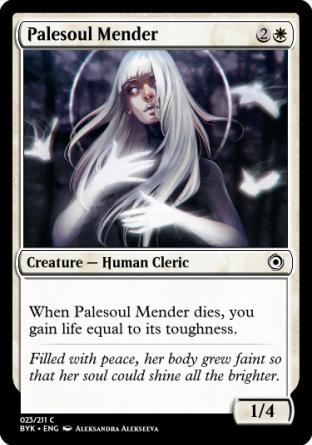 Palesoul Mender 2
Creature — Human Cleric
When Palesoul Mender dies, you
gain life equal to its toughness.
Filled with peace, her body grew faint so
that her soul could shine all the brighter.
1/4
023/211 C
BYK • ENG Aleksandra Alekseeva